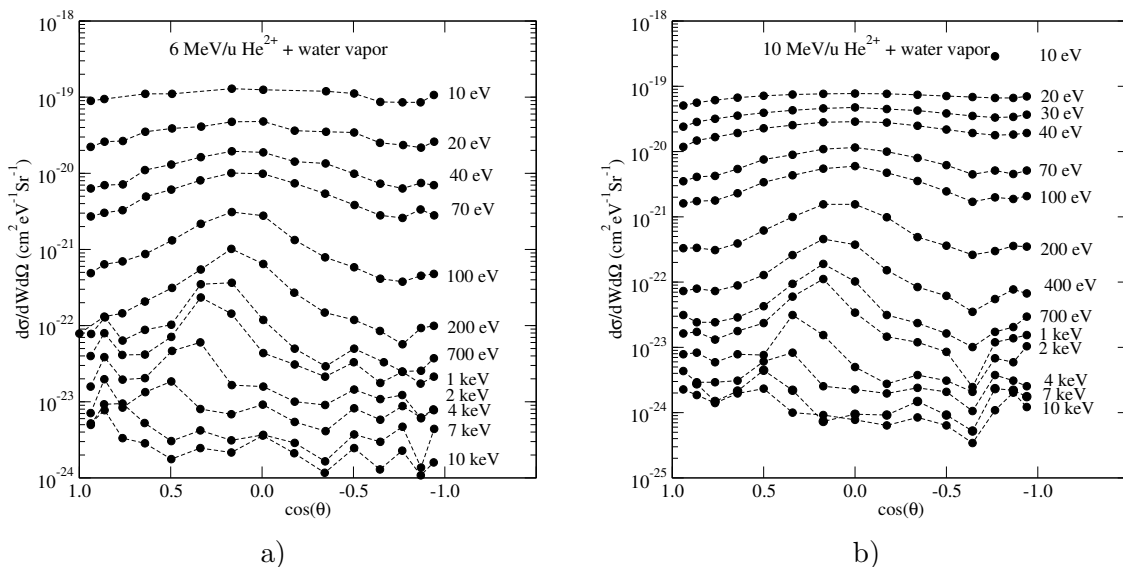 6 MeV/u He²⁺ + water vapor
10⁻¹⁸
10⁻¹⁹
10⁻²⁰
10⁻²¹
10⁻²²
10⁻²³
10⁻²⁴
dσ/dWdΩ (cm² eV⁻¹Sr⁻¹)
10 eV
20 eV
40 eV
70 eV
100 eV
200 eV
700 eV
1 keV
2 keV
4 keV
7 keV
10 keV
1.0 0.5 0.0 -0.5 -1.0
cos(θ)
a)
10 MeV/u He²⁺ + water vapor
10⁻¹⁸
10⁻¹⁹
10⁻²⁰
10⁻²¹
10⁻²²
10⁻²³
10⁻²⁴
10⁻²⁵
dσ/dWdΩ (cm² eV⁻¹Sr⁻¹)
10 eV
20 eV
30 eV
40 eV
70 eV
100 eV
200 eV
400 eV
700 eV
1 keV
2 keV
4 keV
7 keV
10 keV
1.0 0.5 0.0 -0.5 -1.0
cos(θ)
b)